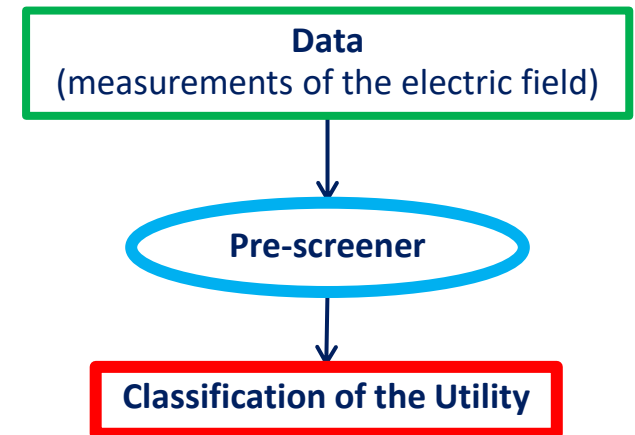 Data
(measurements of the electric field)
Pre-screener
Classification of the Utility